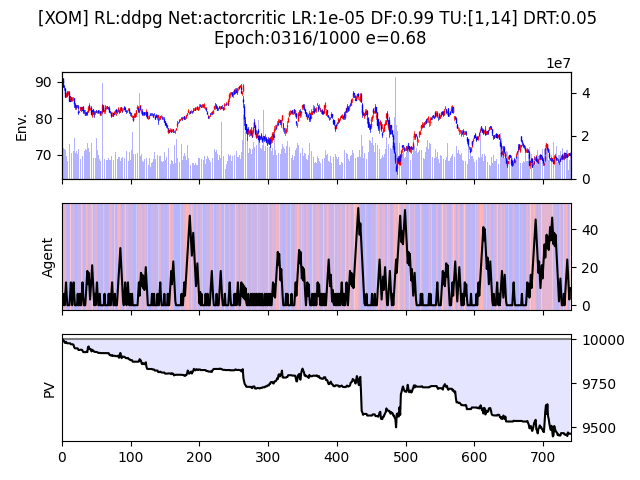 [XOM] RL:ddpg Net:actorcritic LR:1e-05 DF:0.99 TU:[1,14] DRT:0.05
Epoch:0316/1000 e=0.68
1e7
90
80
70
Env.
4
2
0
Agent
40
20
0
PV
10000
9750
9500
0 100 200 300 400 500 600 700